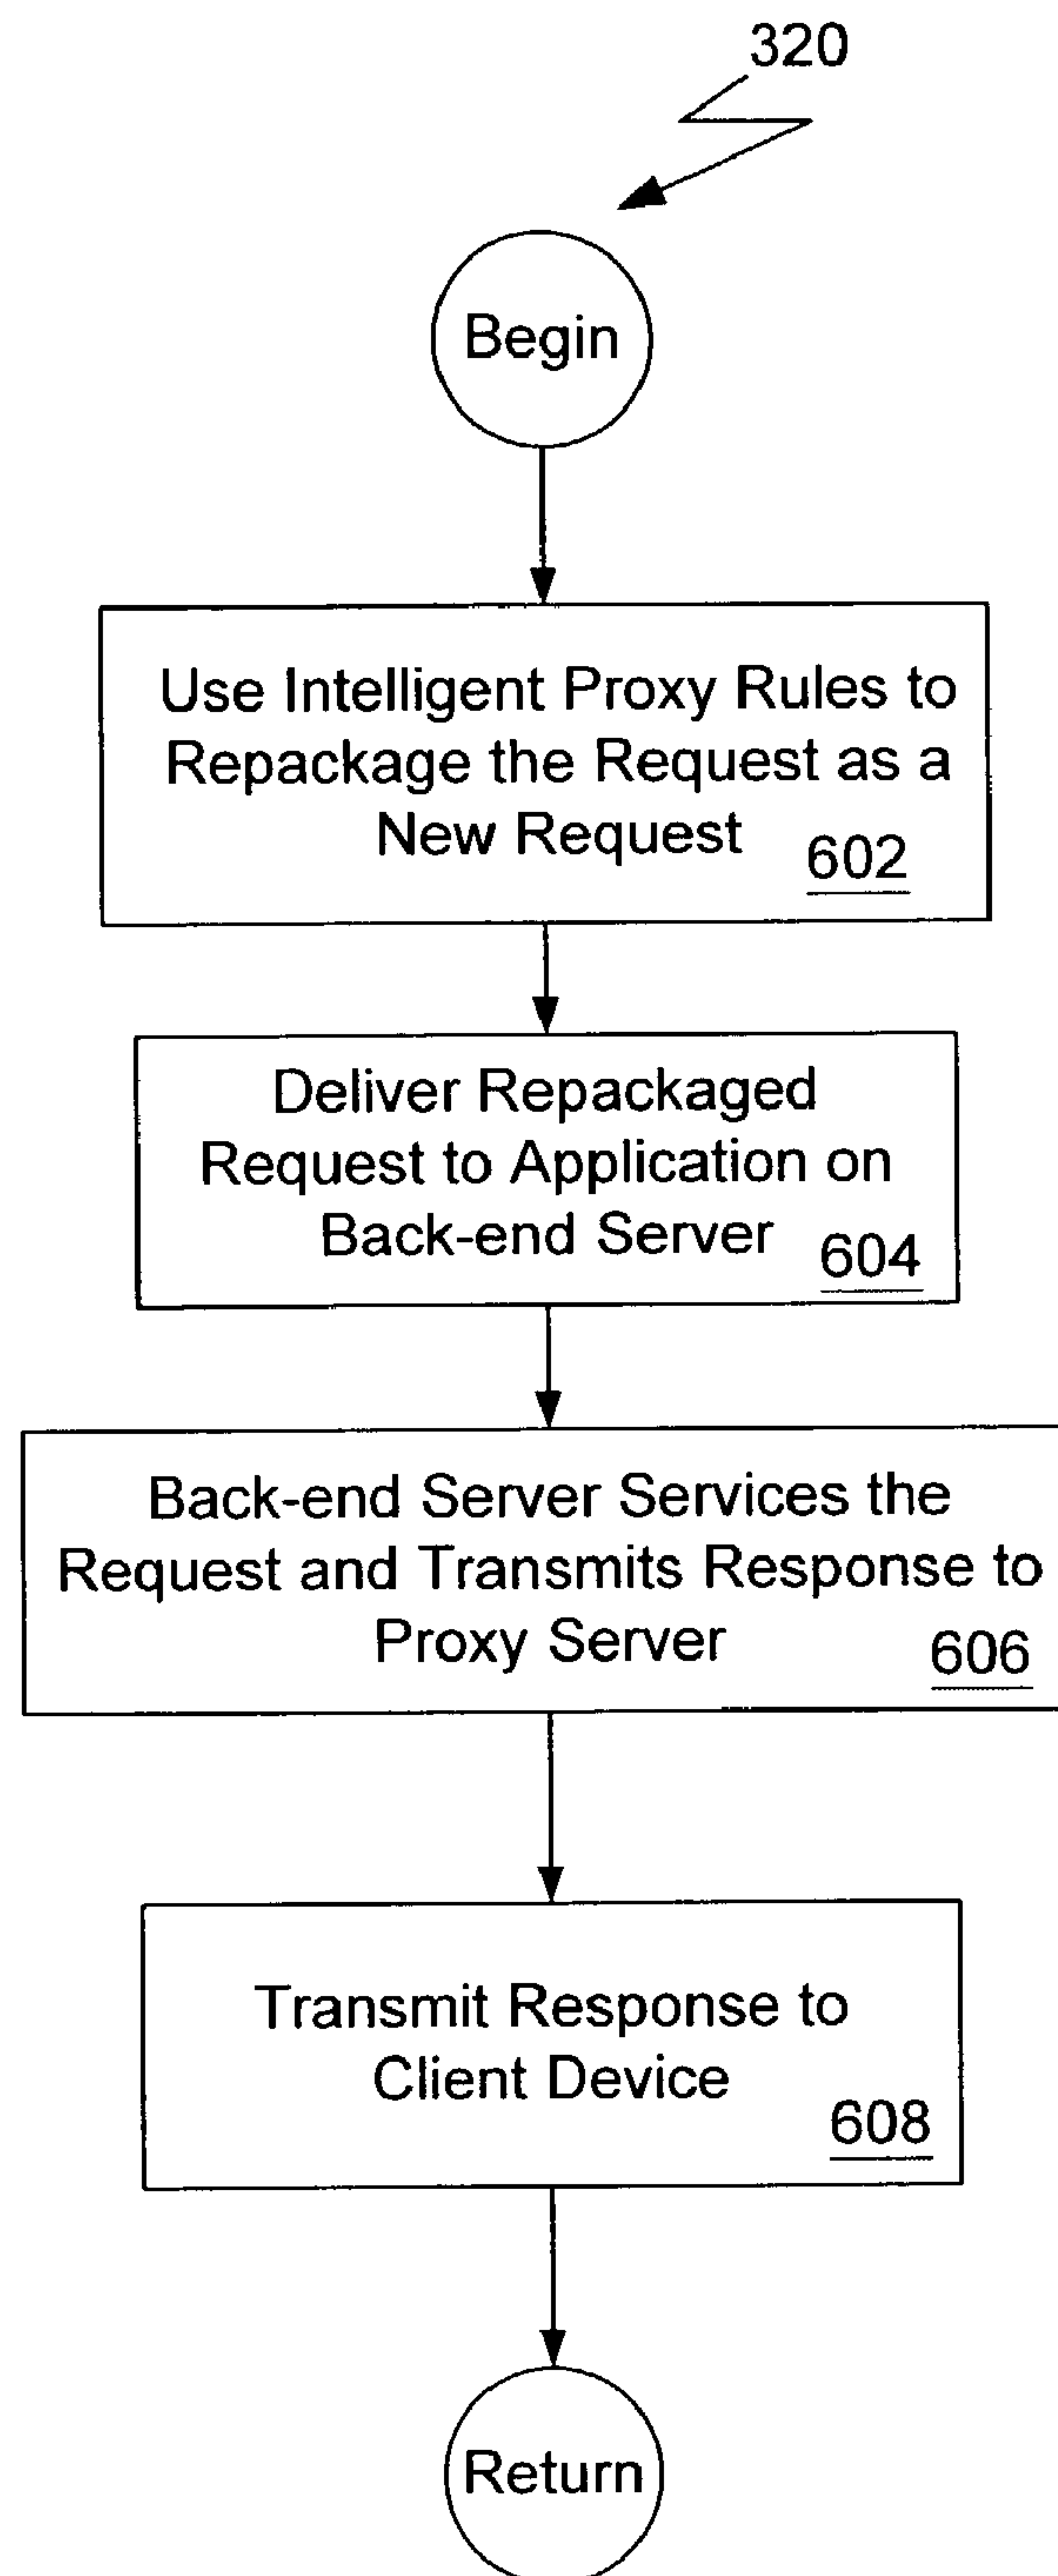 320
Begin
Use Intelligent Proxy Rules to
Repackage the Request as a
New Request
602
Deliver Repackaged
Request to Application on
Back-end Server
604
Back-end Server Services the
Request and Transmits Response to
Proxy Server
606
Transmit Response to
Client Device
608
Return